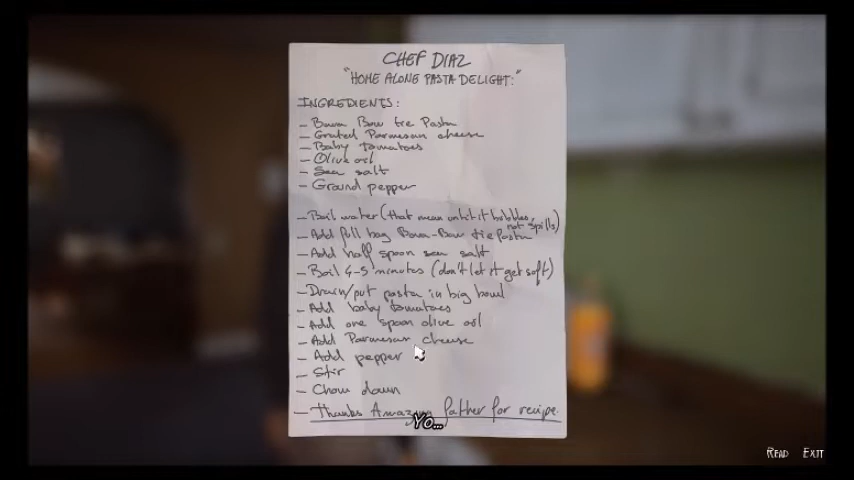 CHEF DIAZ
"HOME ALONE PASTA DELIGHT:"
INGREDIENTS:
- Bowa Bow tie Pasta
- Grated Parmesan cheese
- Baby tomatoes
- Olive oil
- Sea salt
- Ground pepper
- Boil water (that mean until it bubbles, not spills)
- Add full bag Bowa-Bow tie Pasta
- Add half spoon sea salt
- Boil 4-5 minutes (don't let it get soft)
- Drain/put pasta in big bowl
- Add baby tomatoes
- Add one spoon olive oil
- Add Parmesan cheese
- Add pepper
- Stir
- Chow down
- Thanks Amazing father for recipe.
Yo...
READ EXIT